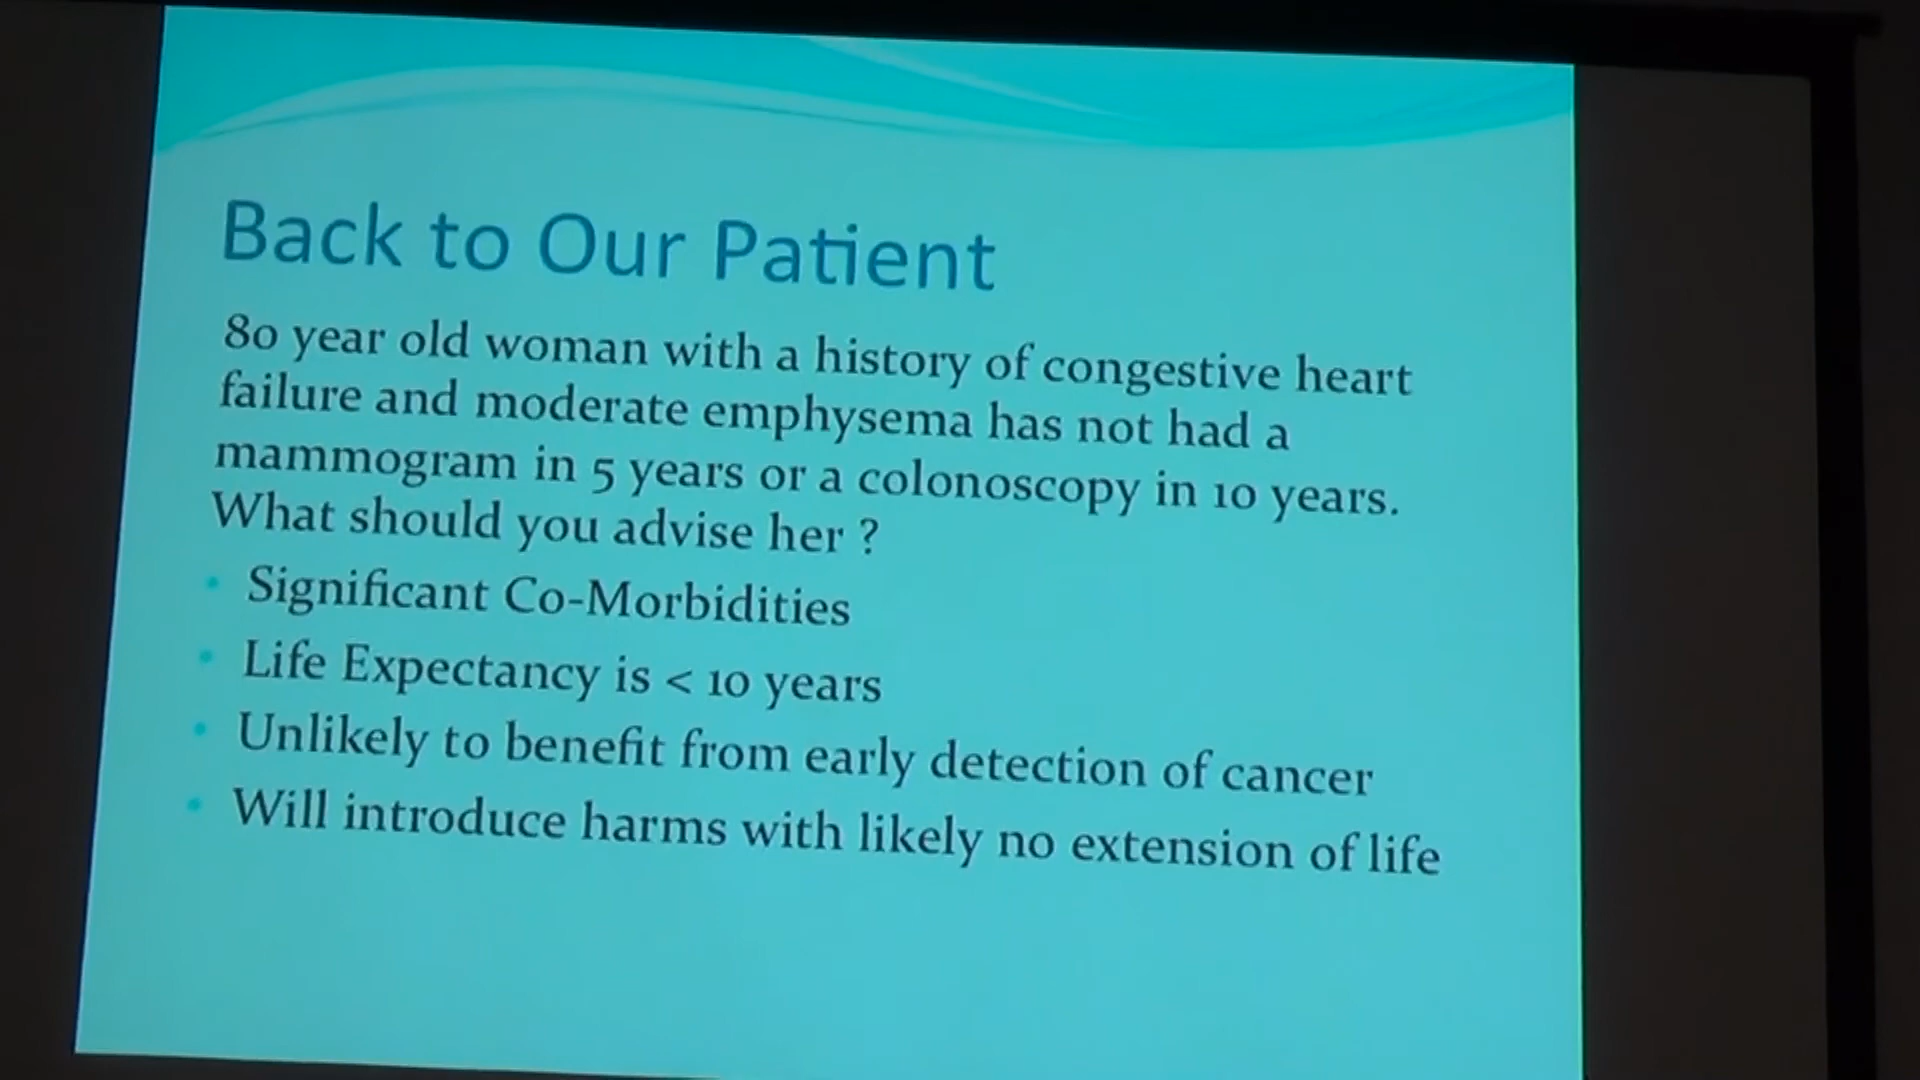 Back to Our Patient
80 year old woman with a history of congestive heart
failure and moderate emphysema has not had a
mammogram in 5 years or a colonoscopy in 10 years.
What should you advise her ?
• Significant Co-Morbidities
• Life Expectancy is < 10 years
• Unlikely to benefit from early detection of cancer
• Will introduce harms with likely no extension of life